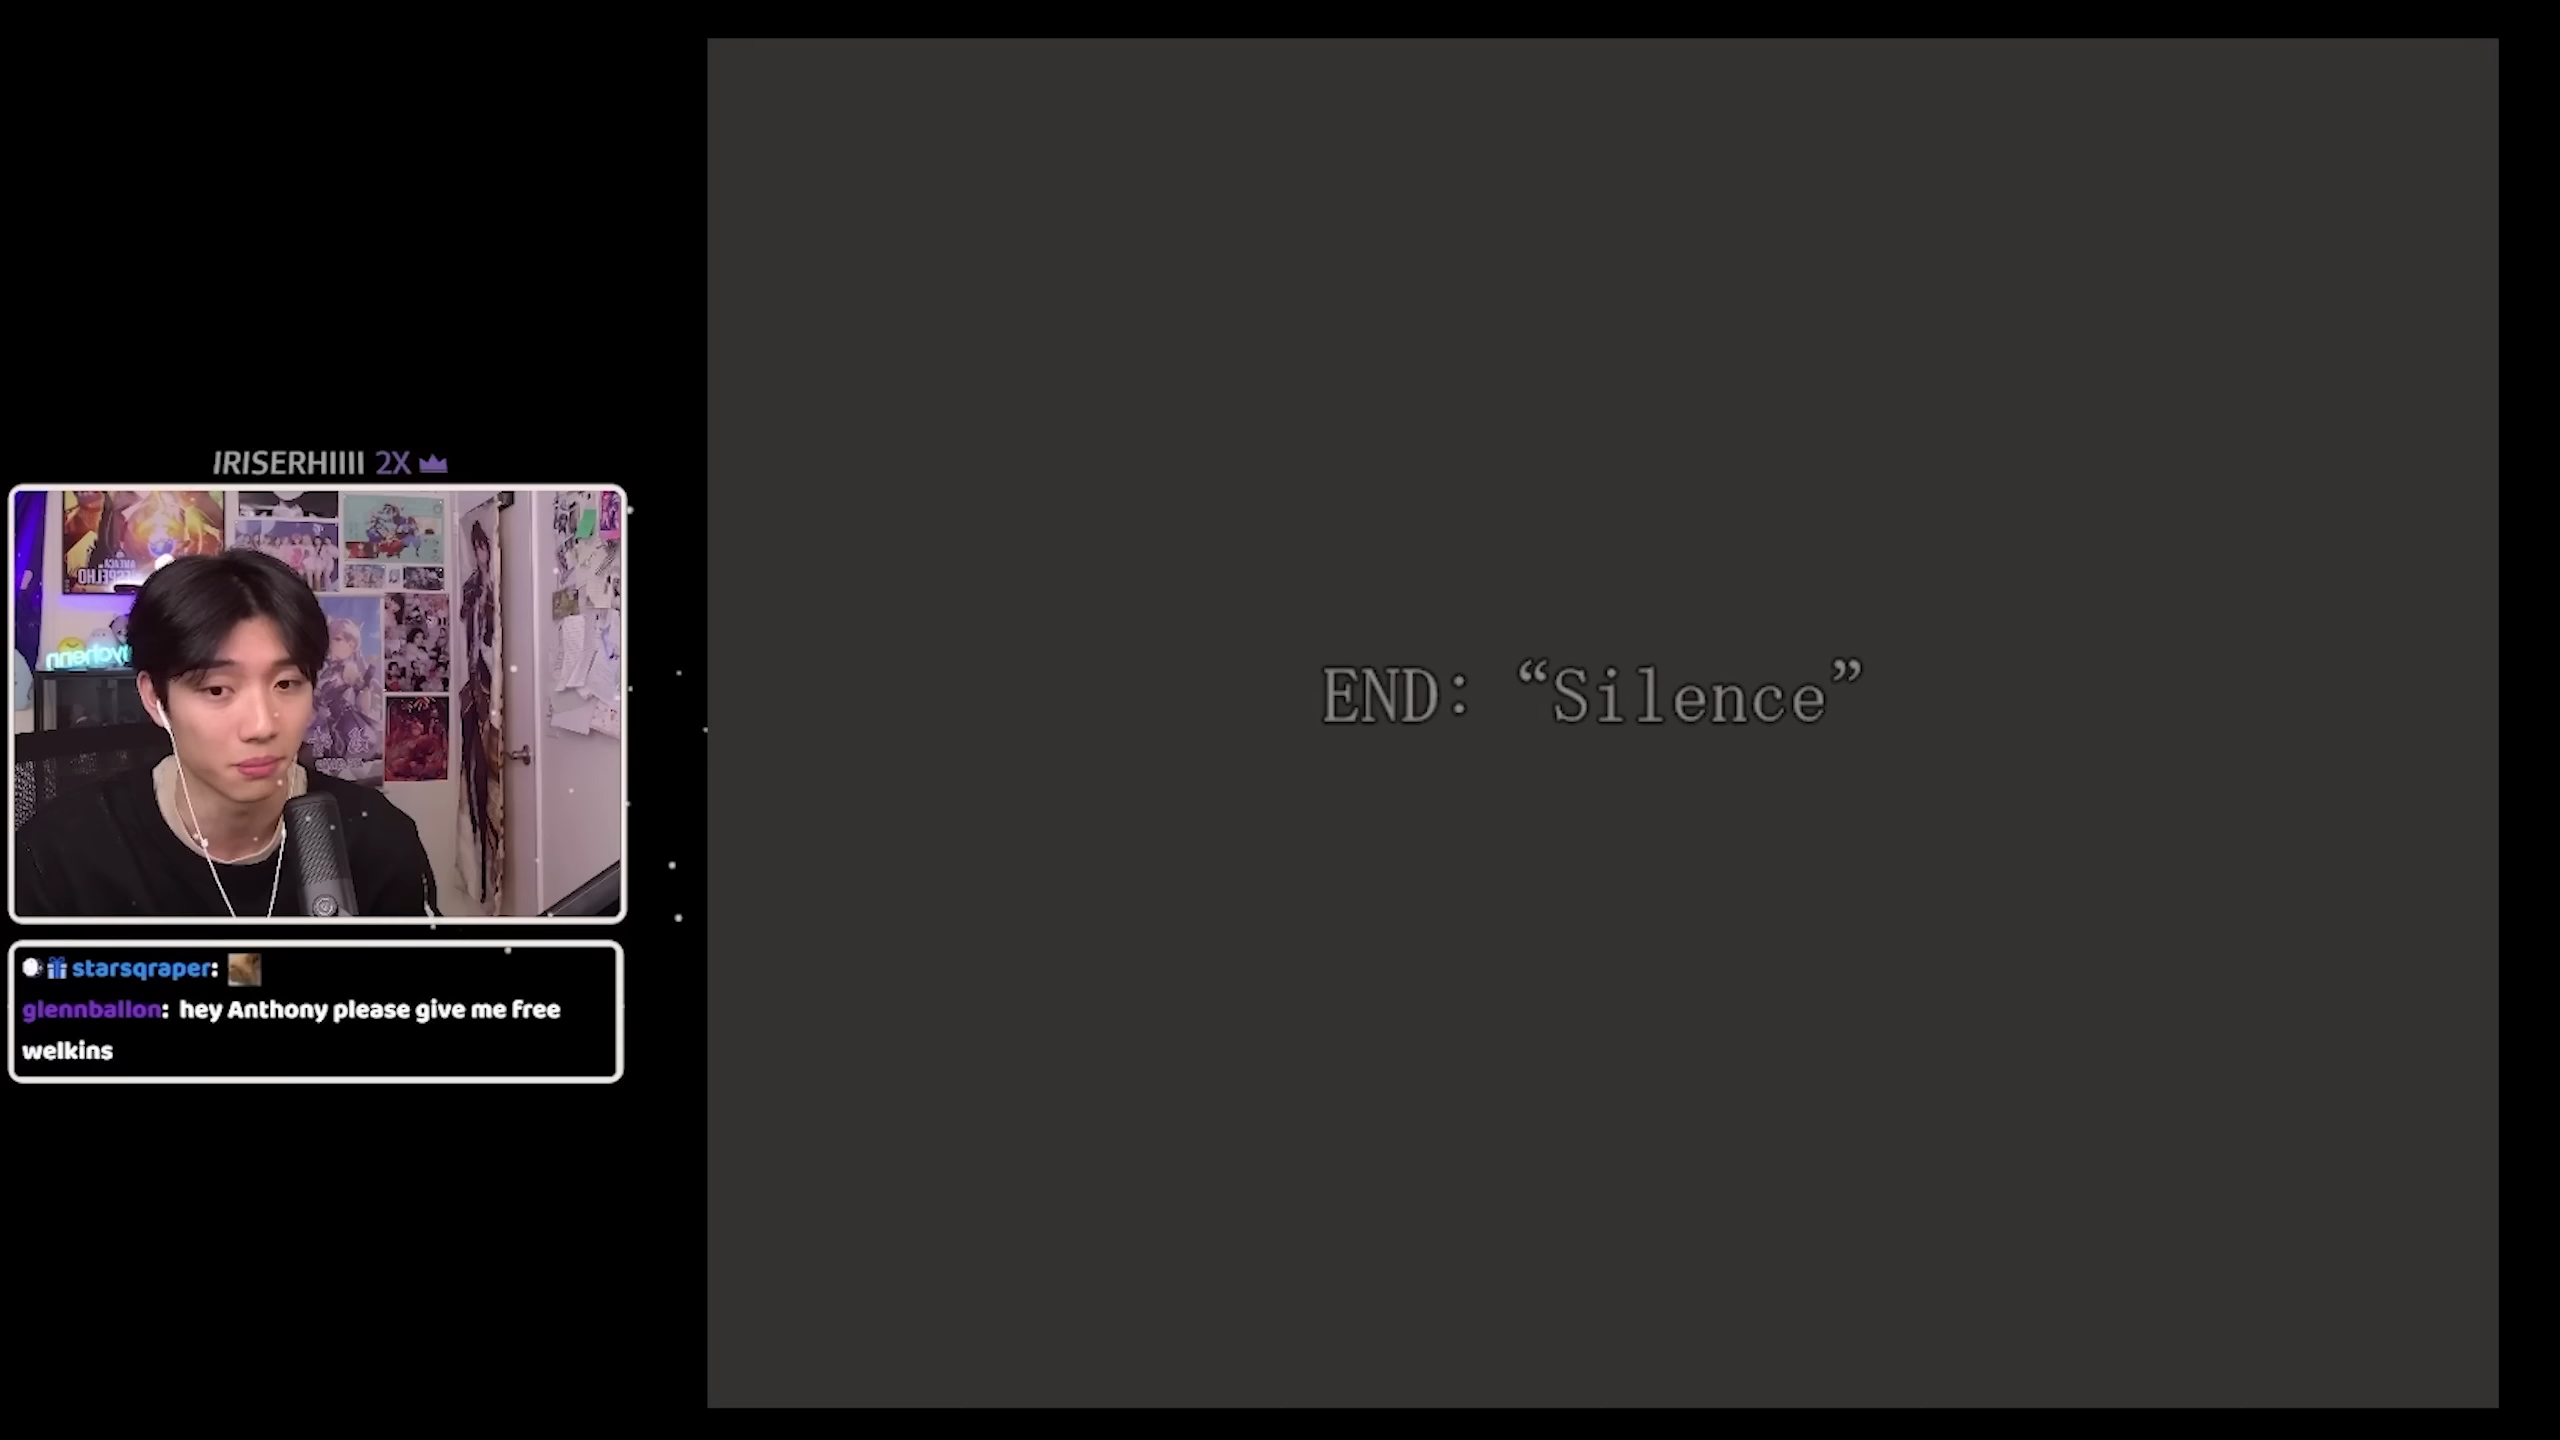 IRISERHIIII 2X
starsqraper:
glennballon: hey Anthony please give me free
welkins
END: “Silence”